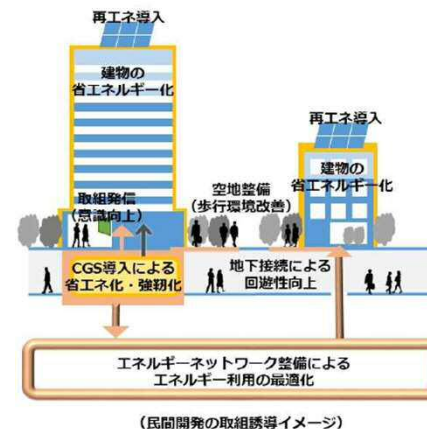 再エネ導入
建物の
省エネルギー化
再エネ導入
建物の
省エネルギー化
取組発信
(意識向上)
空地整備
(歩行環境改善)
CGS導入による
省エネ化・強靭化
地下接続による
回遊性向上
エネルギーネットワーク整備による
エネルギー利用の最適化
(民間開発の取組誘導イメージ)